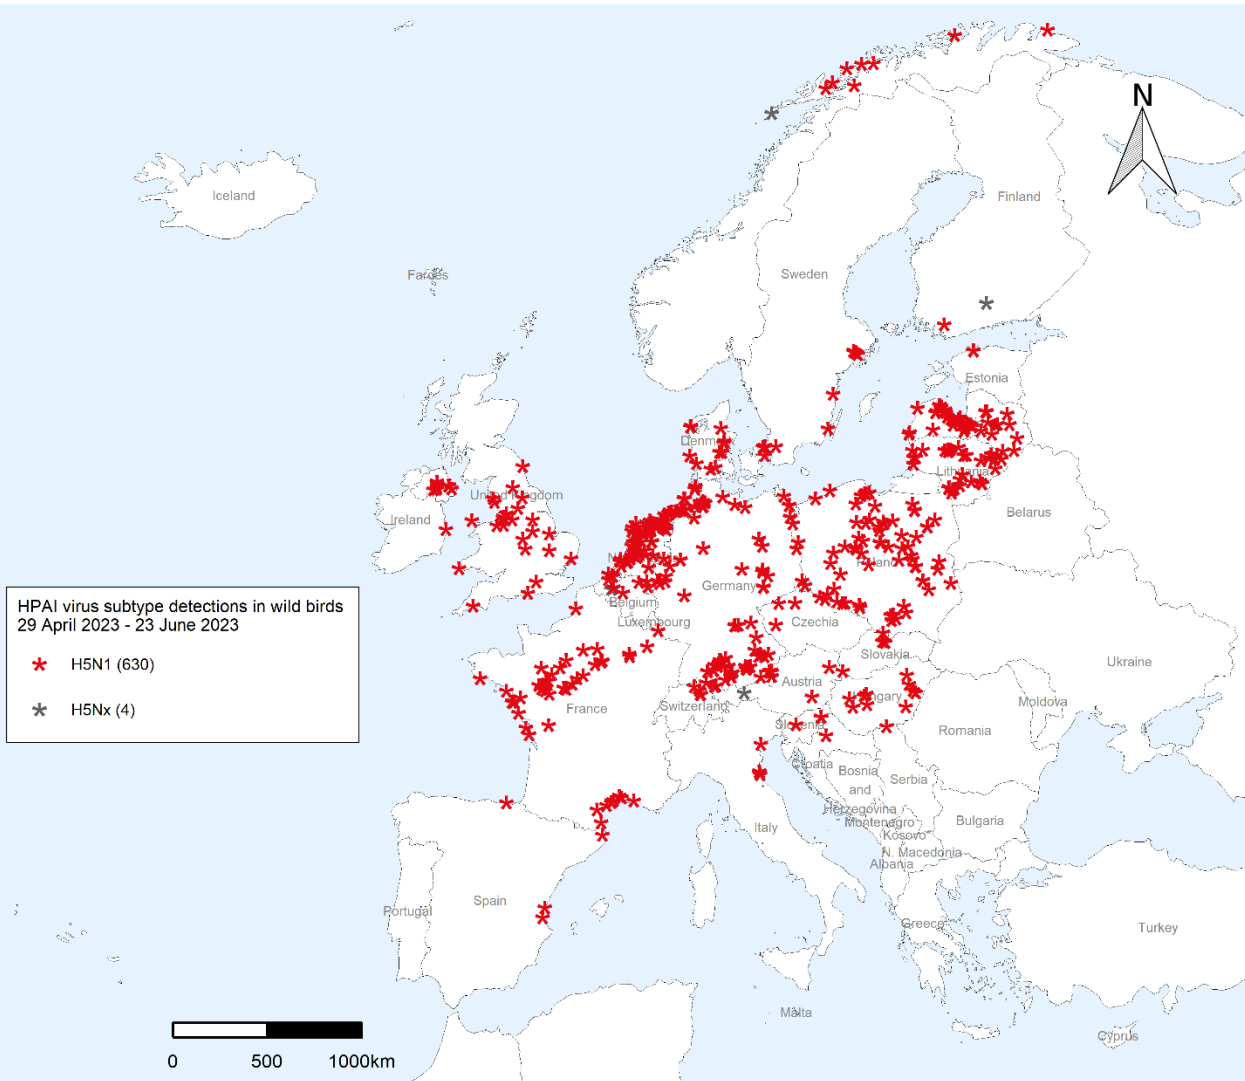 N
Iceland
Finland
Faroes
Sweden
Estonia
Denmark
Lithuania
United Kingdom
Ireland
Belarus
Poland
Germany
HPAI virus subtype detections in wild birds
29 April 2023 - 23 June 2023
H5N1 (630)
H5Nx (4)
Belgium
Luxembourg
Czechia
Slovakia
Ukraine
Austria
Hungary
Moldova
France
Switzerland
Slovenia
Romania
Croatia
Bosnia
and
Herzegovina
Serbia
Montenegro
Bulgaria
Italy
Kosovo
N. Macedonia
Albania
Spain
Portugal
Greece
Turkey
Malta
Cyprus
0 500 1000km